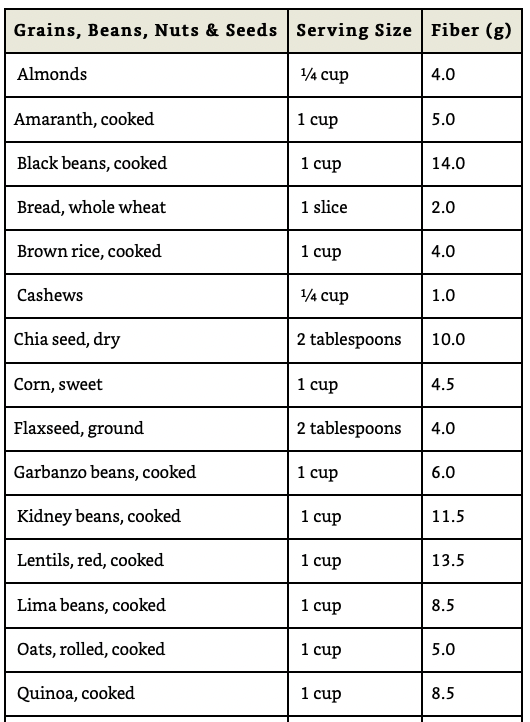 Grains, Beans, Nuts & Seeds Serving Size Fiber (g)
Almonds ¼ cup 4.0
Amaranth, cooked 1 cup 5.0
Black beans, cooked 1 cup 14.0
Bread, whole wheat 1 slice 2.0
Brown rice, cooked 1 cup 4.0
Cashews ¼ cup 1.0
Chia seed, dry 2 tablespoons 10.0
Corn, sweet 1 cup 4.5
Flaxseed, ground 2 tablespoons 4.0
Garbanzo beans, cooked 1 cup 6.0
Kidney beans, cooked 1 cup 11.5
Lentils, red, cooked 1 cup 13.5
Lima beans, cooked 1 cup 8.5
Oats, rolled, cooked 1 cup 5.0
Quinoa, cooked 1 cup 8.5